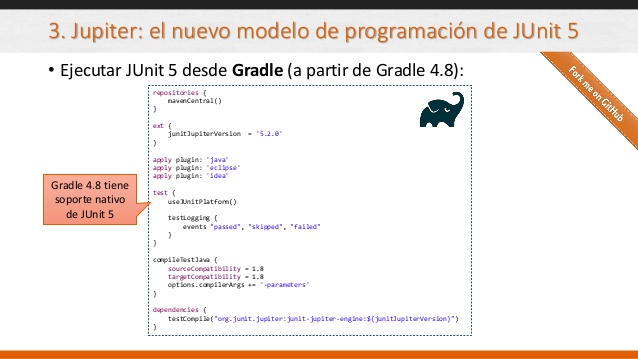 3. Jupiter: el nuevo modelo de programación de JUnit 5
• Ejecutar JUnit 5 desde Gradle (a partir de Gradle 4.8):
Fork me on GitHub
repositories {
    mavenCentral()
}
ext {
    junitJupiterVersion  = '5.2.0'
}
apply plugin: 'java'
apply plugin: 'eclipse'
apply plugin: 'idea'
test {
    useJUnitPlatform()
    testLogging {
        events "passed", "skipped", "failed"
    }
}
compileTestJava {
    sourceCompatibility = 1.8
    targetCompatibility = 1.8
    options.compilerArgs += '-parameters'
}
dependencies {
    testCompile("org.junit.jupiter:junit-jupiter-engine:${junitJupiterVersion}")
}
Gradle 4.8 tiene
soporte nativo
de JUnit 5